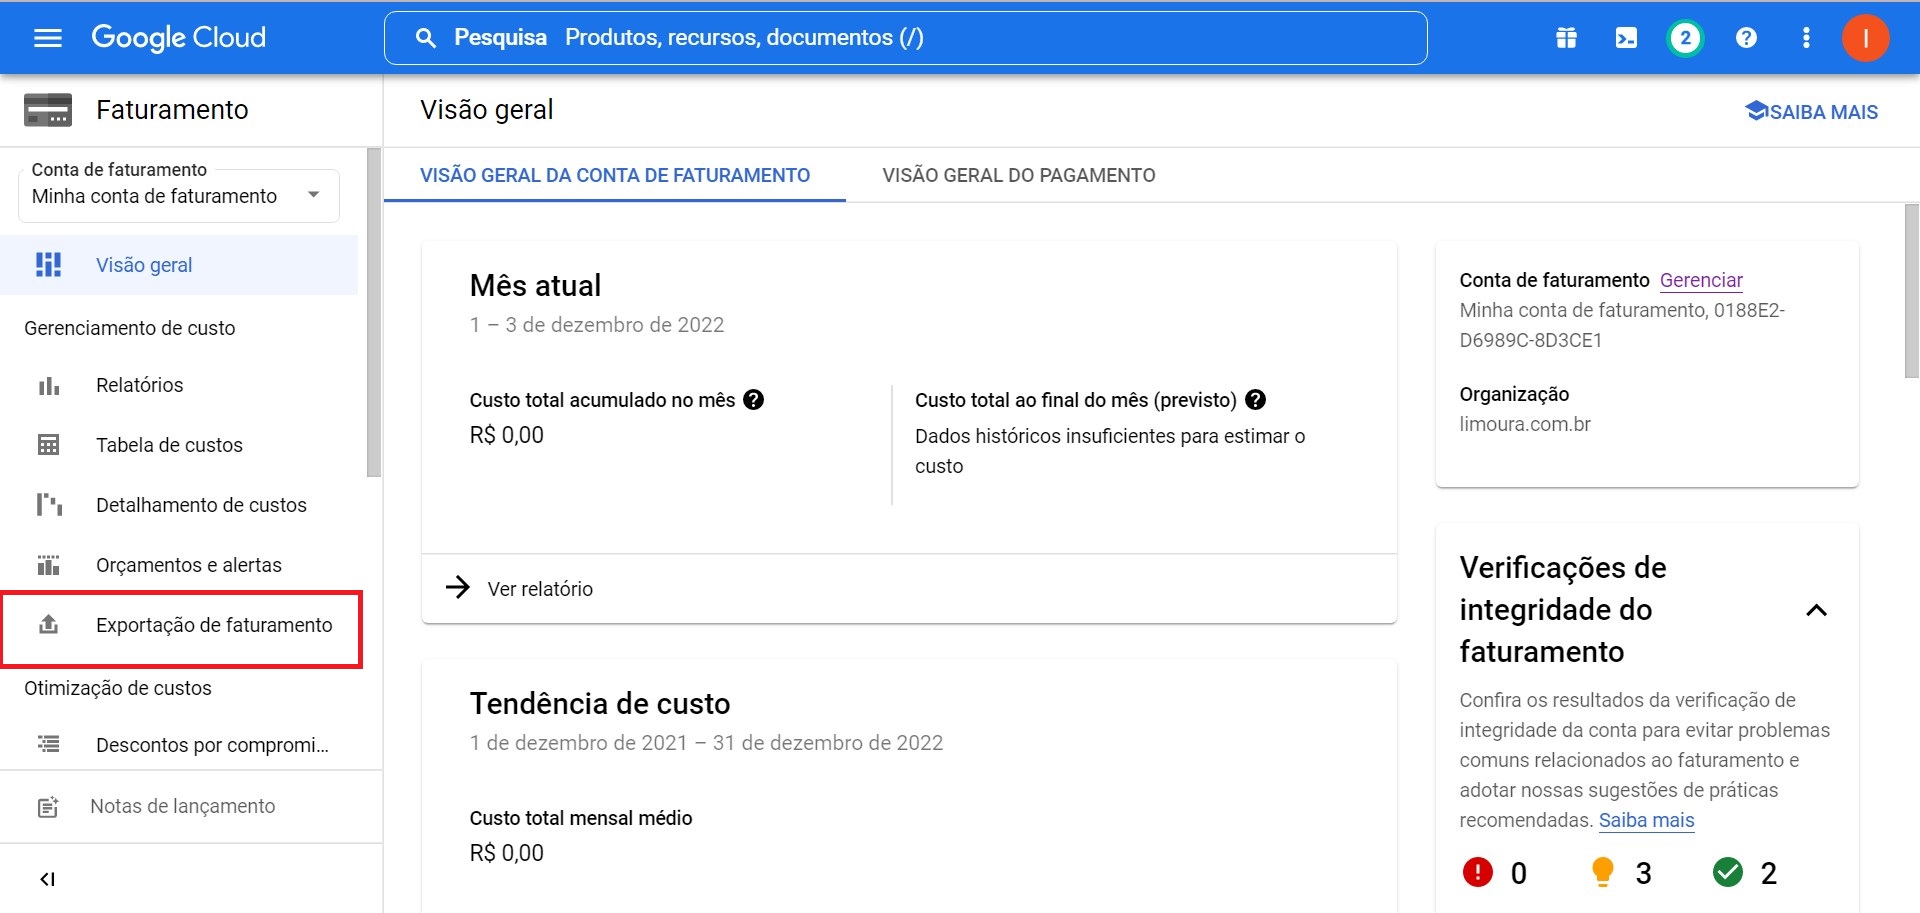 Google Cloud
Pesquisa Produtos, recursos, documentos (/)
2
I
Faturamento
Conta de faturamento
Minha conta de faturamento
Visão geral
Gerenciamento de custo
Relatórios
Tabela de custos
Detalhamento de custos
Orçamentos e alertas
Exportação de faturamento
Otimização de custos
Descontos por compromi...
Notas de lançamento
Visão geral
SAIBA MAIS
VISÃO GERAL DA CONTA DE FATURAMENTO
VISÃO GERAL DO PAGAMENTO
Mês atual
1 – 3 de dezembro de 2022
Custo total acumulado no mês
R$ 0,00
Custo total ao final do mês (previsto)
Dados históricos insuficientes para estimar o
custo
Ver relatório
Tendência de custo
1 de dezembro de 2021 – 31 de dezembro de 2022
Custo total mensal médio
R$ 0,00
Conta de faturamento Gerenciar
Minha conta de faturamento, 0188E2-
D6989C-8D3CE1
Organização
limoura.com.br
Verificações de
integridade do
faturamento
Confira os resultados da verificação de
integridade da conta para evitar problemas
comuns relacionados ao faturamento e
adotar nossas sugestões de práticas
recomendadas. Saiba mais
0 3 2